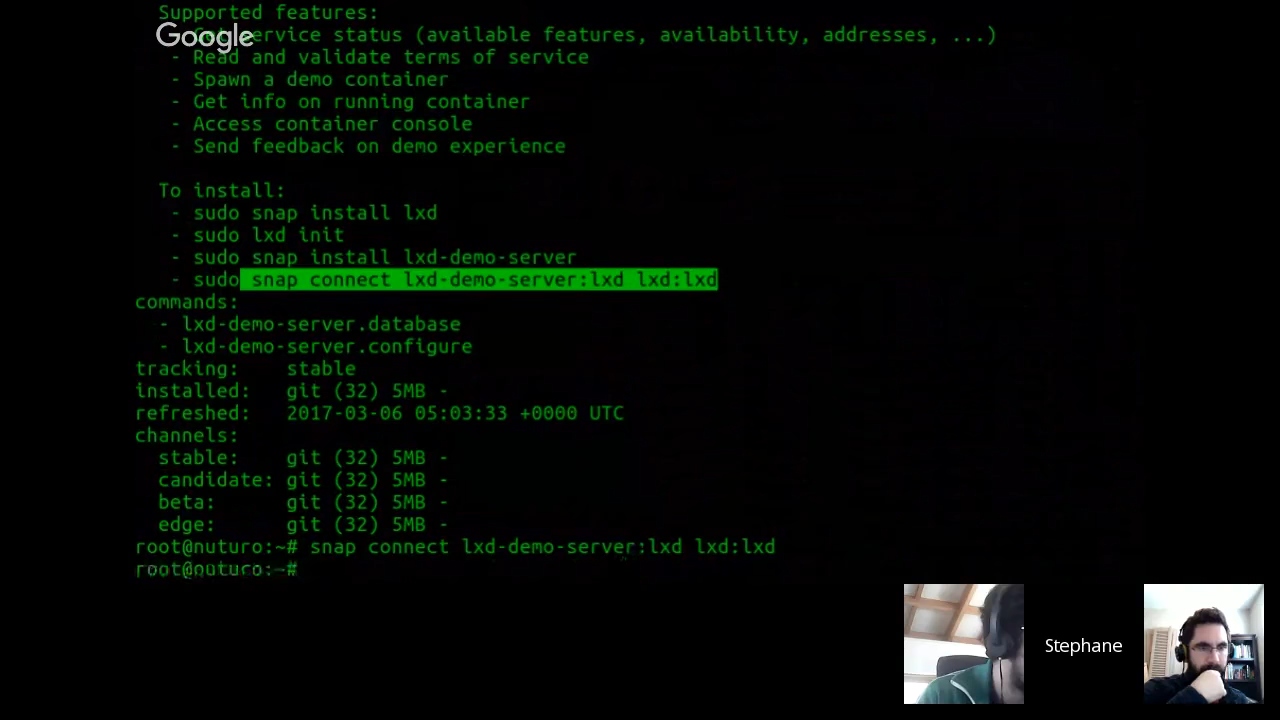 Supported features:
Google
- Get service status (available features, availability, addresses, ...)
- Read and validate terms of service
- Spawn a demo container
- Get info on running container
- Access container console
- Send feedback on demo experience
To install:
- sudo snap install lxd
- sudo lxd init
- sudo snap install lxd-demo-server
- sudo snap connect lxd-demo-server:lxd lxd:lxd
commands:
- lxd-demo-server.database
- lxd-demo-server.configure
tracking: stable
installed: git (32) 5MB -
refreshed: 2017-03-06 05:03:33 +0000 UTC
channels:
stable: git (32) 5MB -
candidate: git (32) 5MB -
beta: git (32) 5MB -
edge: git (32) 5MB -
root@nuturo:~# snap connect lxd-demo-server:lxd lxd:lxd
root@nuturo:~#
Stephane